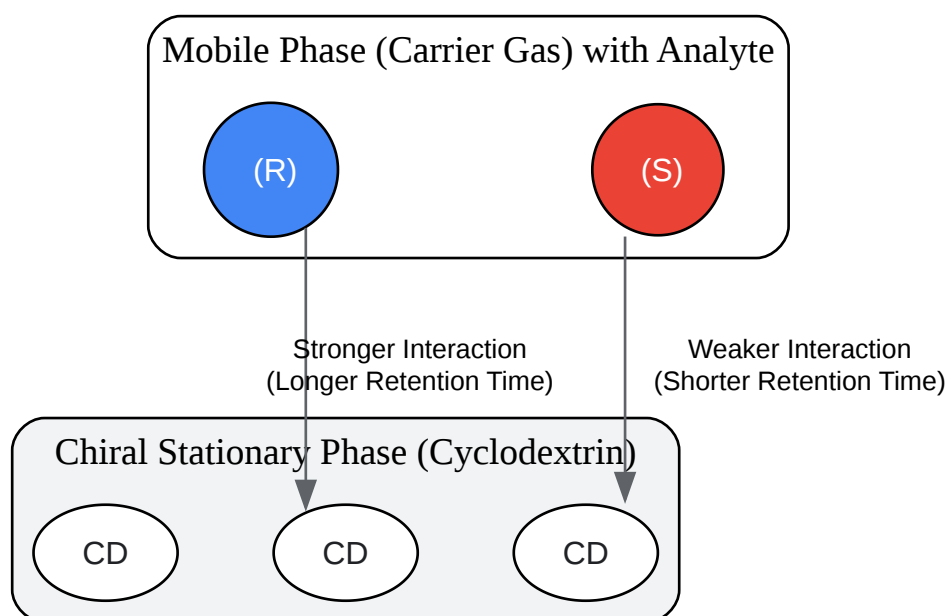 Mobile Phase (Carrier Gas) with Analyte
(R)
(S)
Stronger Interaction
(Longer Retention Time)
Weaker Interaction
(Shorter Retention Time)
Chiral Stationary Phase (Cyclodextrin)
CD
CD
CD